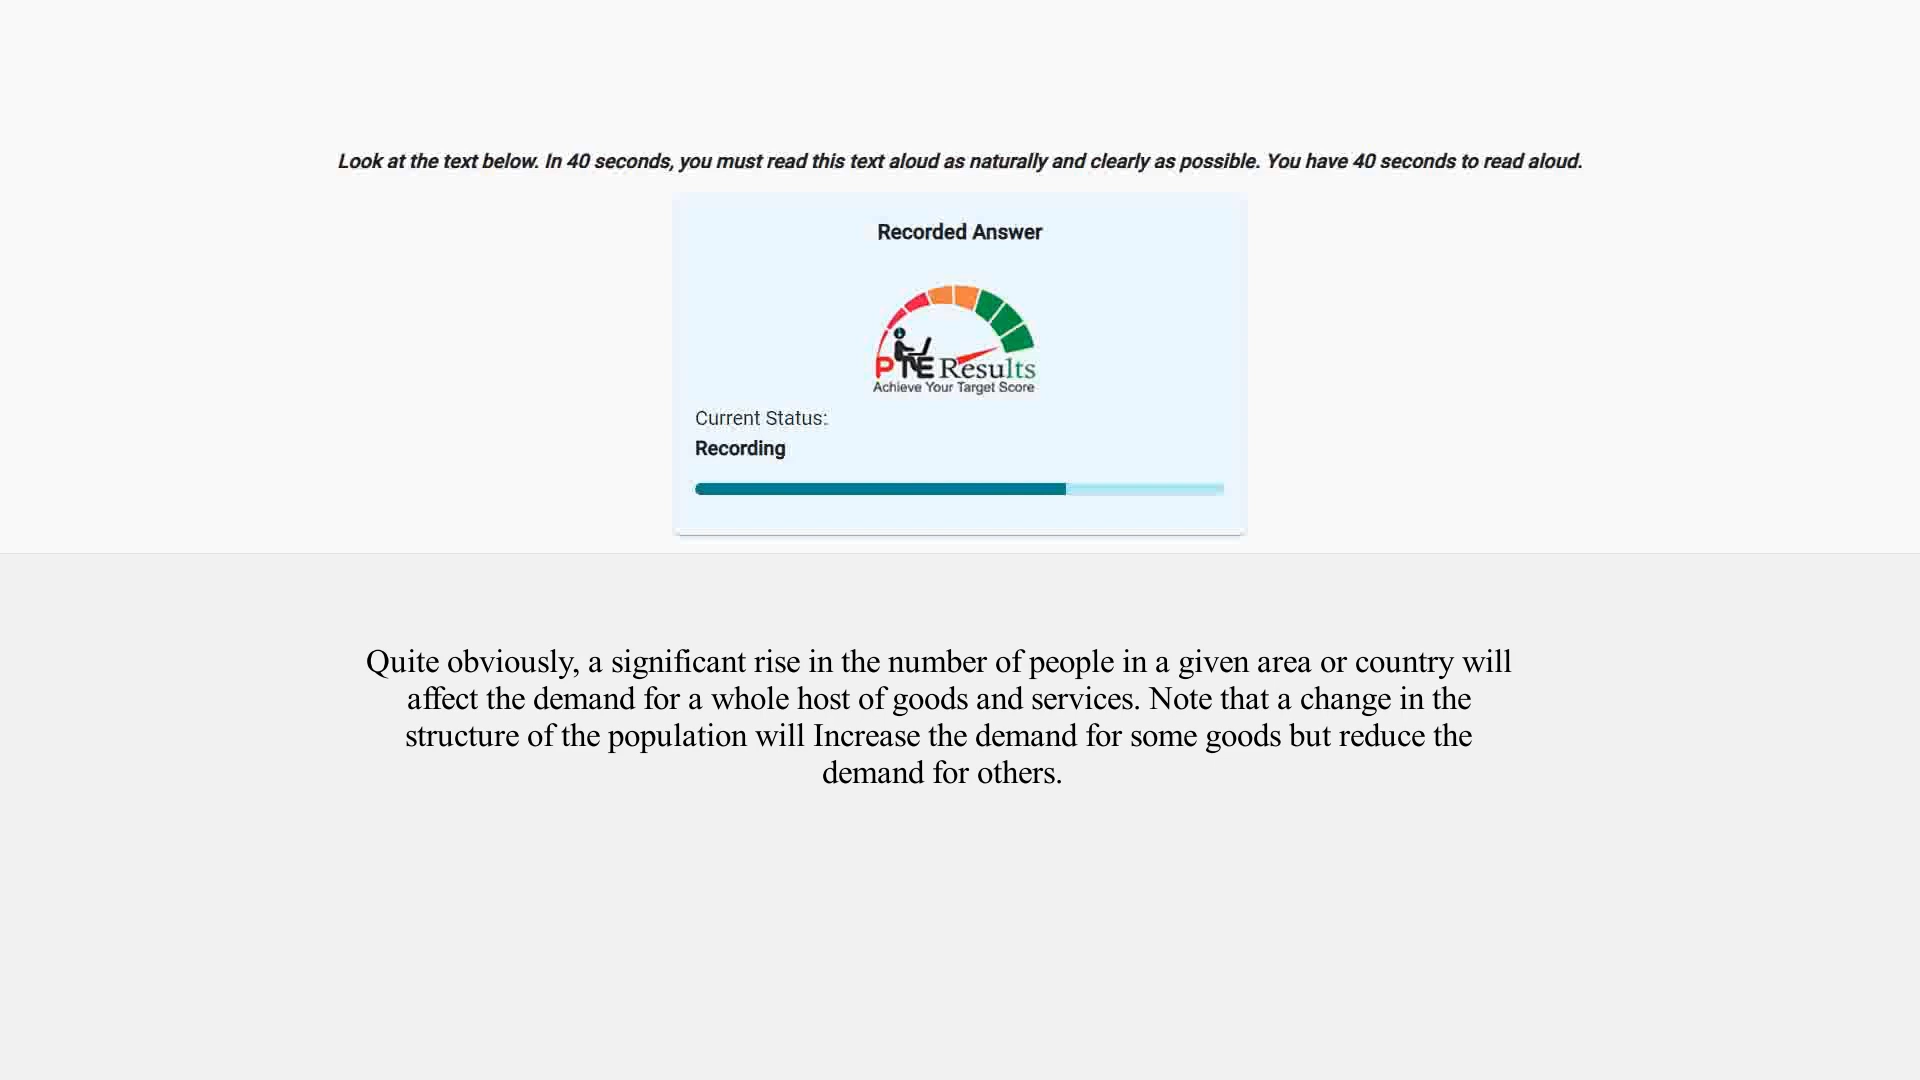 Look at the text below. In 40 seconds, you must read this text aloud as naturally and clearly as possible. You have 40 seconds to read aloud.
Recorded Answer
PTE Results
Achieve Your Target Score
Current Status:
Recording
Quite obviously, a significant rise in the number of people in a given area or country will
affect the demand for a whole host of goods and services. Note that a change in the
structure of the population will Increase the demand for some goods but reduce the
demand for others.